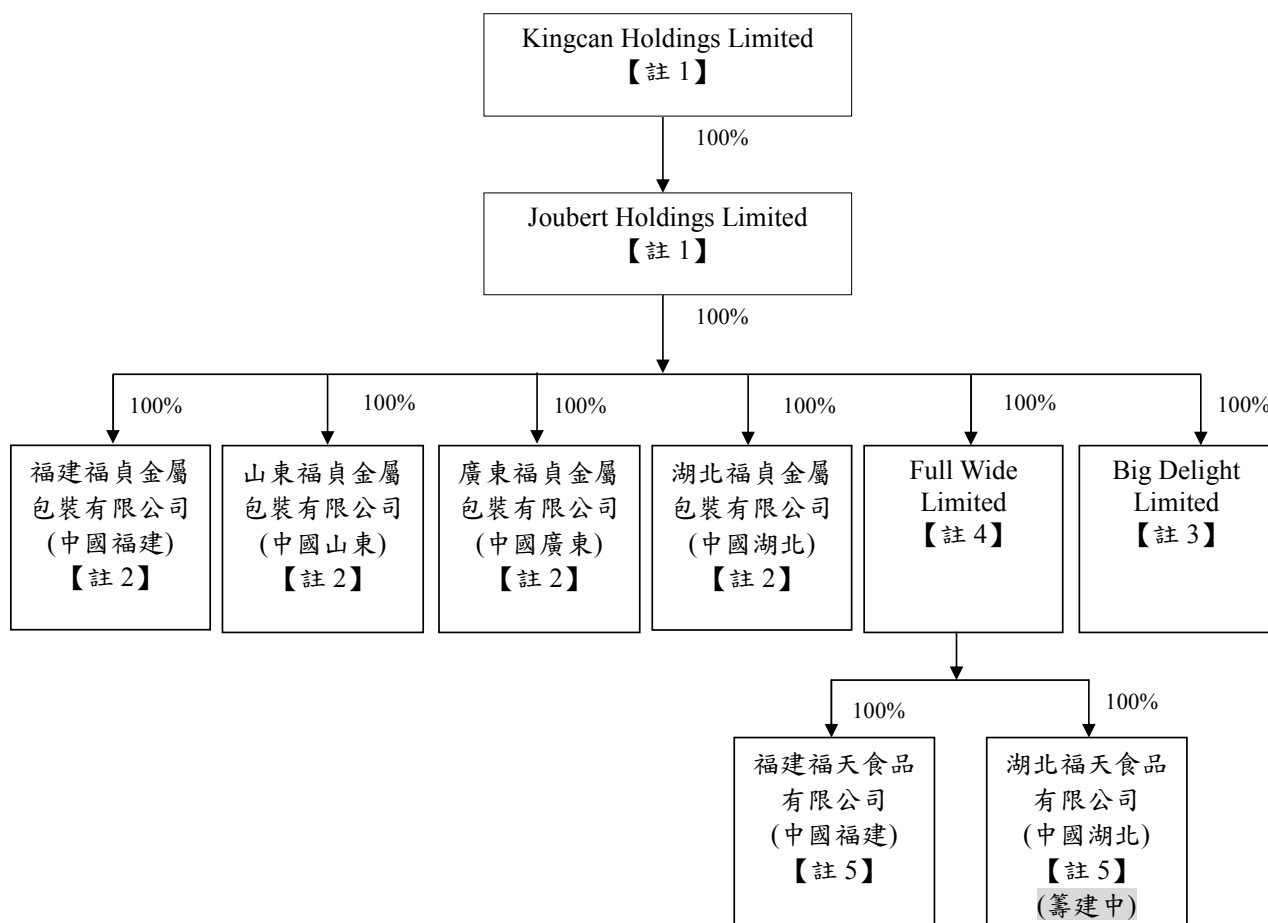 Kingcan Holdings Limited
【註 1】
100%
Joubert Holdings Limited
【註 1】
100%
100%
100%
100%
100%
100%
100%
福建福貞金屬
包裝有限公司
(中國福建)
【註 2】
山東福貞金屬
包裝有限公司
(中國山東)
【註 2】
廣東福貞金屬
包裝有限公司
(中國廣東)
【註 2】
湖北福貞金屬
包裝有限公司
(中國湖北)
【註 2】
Full Wide
Limited
【註 4】
Big Delight
Limited
【註 3】
100%
100%
福建福天食品
有限公司
(中國福建)
【註 5】
湖北福天食品
有限公司
(中國湖北)
【註 5】
(籌建中)